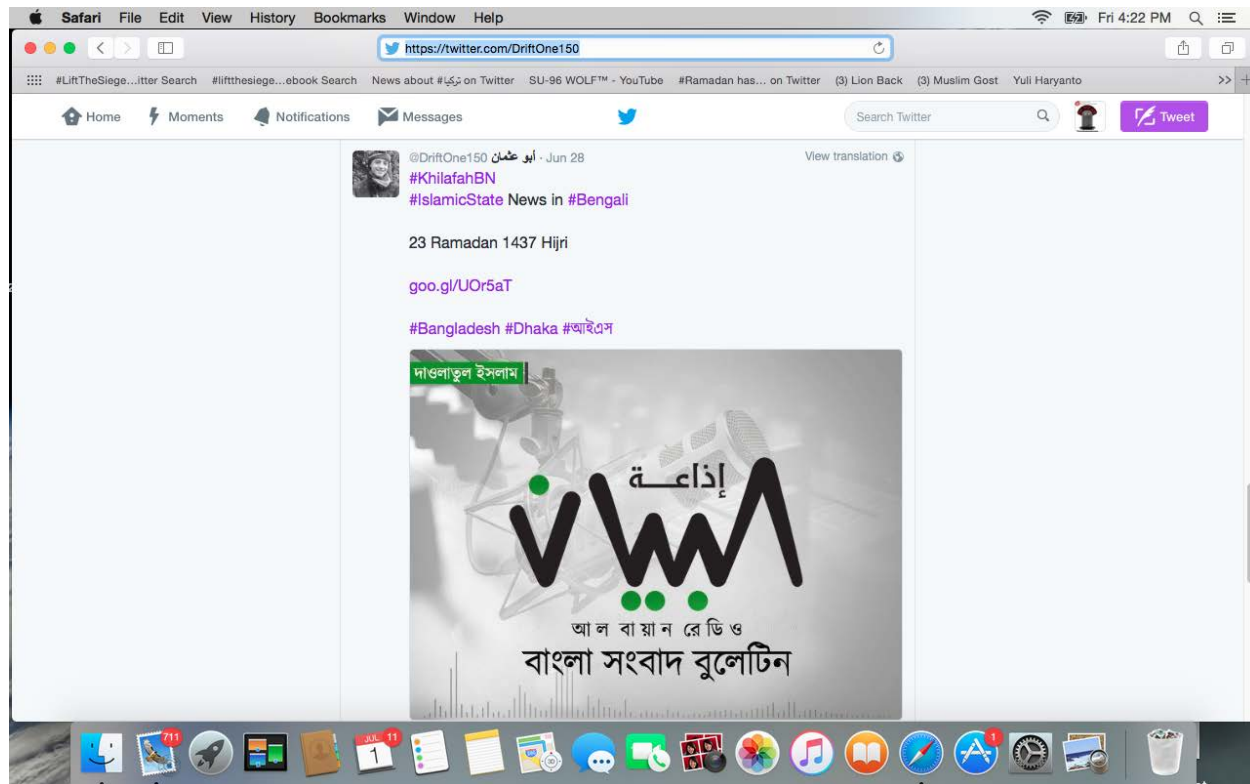 Safari File Edit View History Bookmarks Window Help Fri 4:22 PM
https://twitter.com/DriftOne150
#LiftTheSiege...itter Search #liftthesiege...ebook Search News about #تركيا on Twitter SU-96 WOLF™ - YouTube #Ramadan has... on Twitter (3) Lion Back (3) Muslim Gost Yuli Haryanto >>
Home Moments Notifications Messages Search Twitter Tweet
@DriftOne150 أبو عثمان · Jun 28 View translation
#KhilafahBN
#IslamicState News in #Bengali
23 Ramadan 1437 Hijri
goo.gl/UOr5aT
#Bangladesh #Dhaka #আইএস
দাওলাতুল ইসলাম
إذاعة
البيان
আল বায়ান রেডিও
বাংলা সংবাদ বুলেটিন
711
JUL 11
1
1